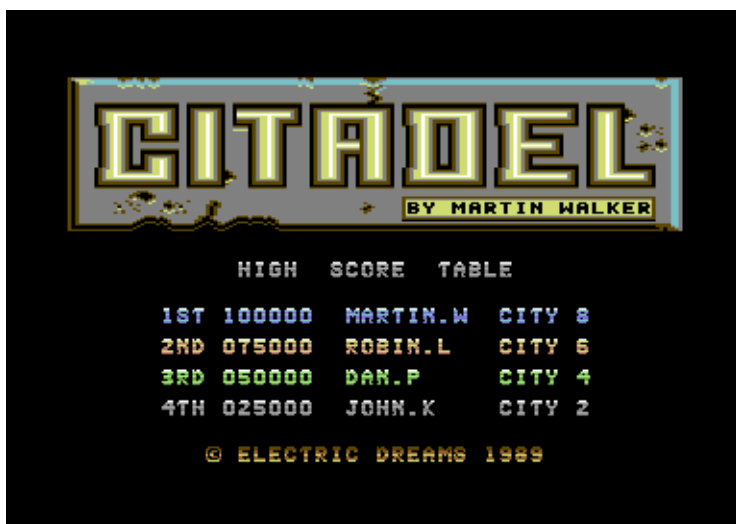 CITADEL
BY MARTIN WALKER
HIGH SCORE TABLE
1ST 100000 MARTIN.W CITY 8
2ND 075000 ROBIN.L CITY 6
3RD 050000 DAN.P CITY 4
4TH 025000 JOHN.K CITY 2
© ELECTRIC DREAMS 1989